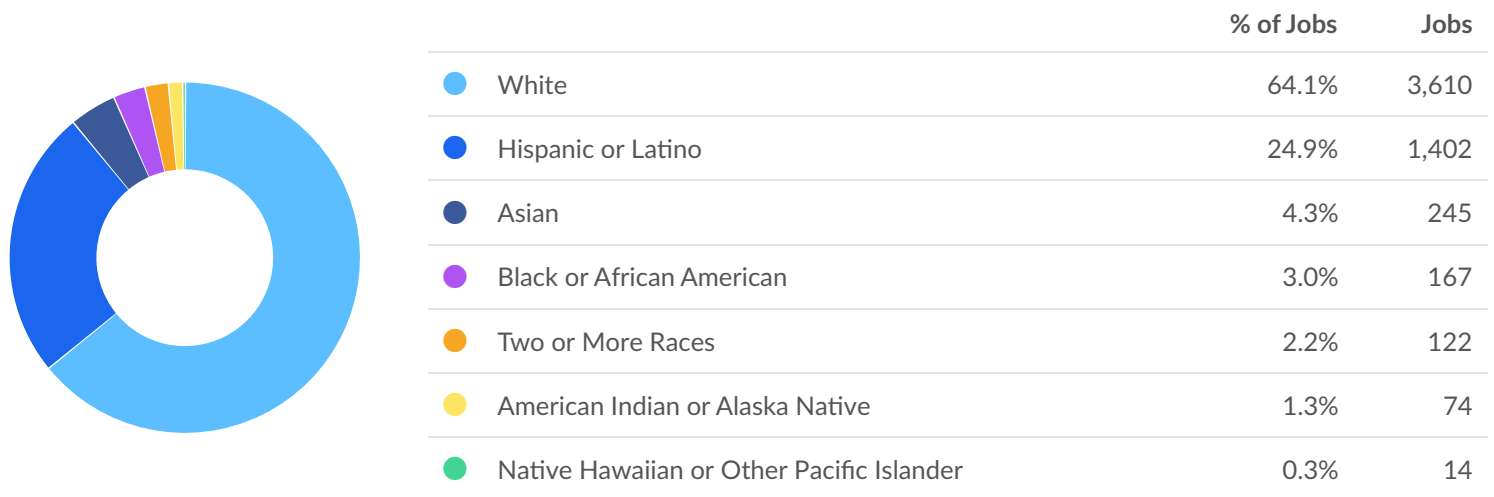 % of Jobs Jobs
White 64.1% 3,610
Hispanic or Latino 24.9% 1,402
Asian 4.3% 245
Black or African American 3.0% 167
Two or More Races 2.2% 122
American Indian or Alaska Native 1.3% 74
Native Hawaiian or Other Pacific Islander 0.3% 14